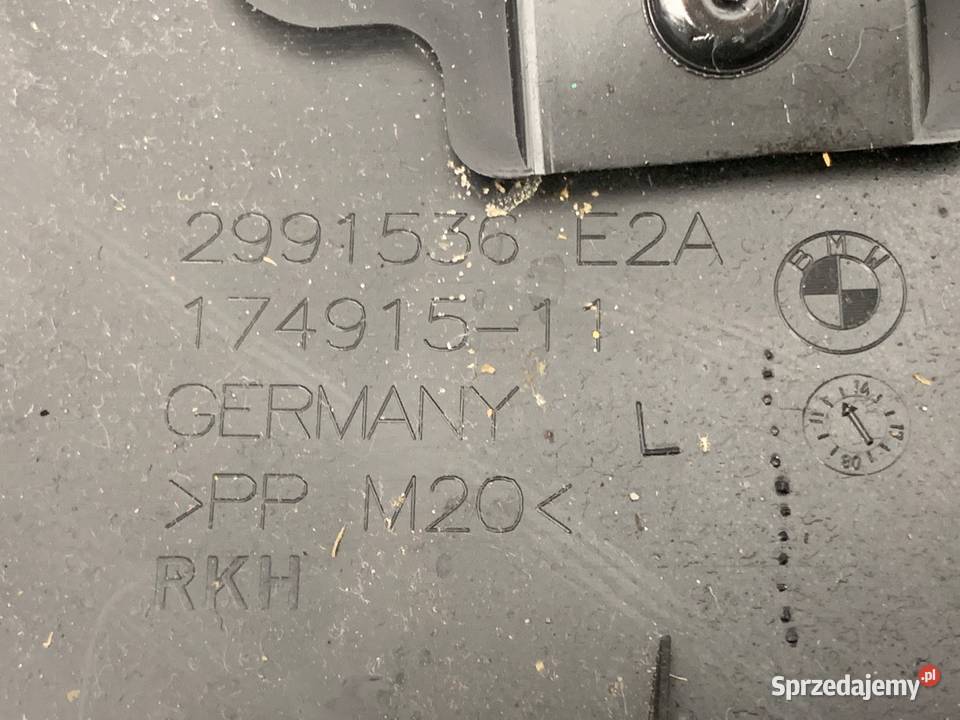 2991536 E2A
174915-11
BMW
GERMANY
L
>PP M20<
RKH
Sprzedajemy.pl